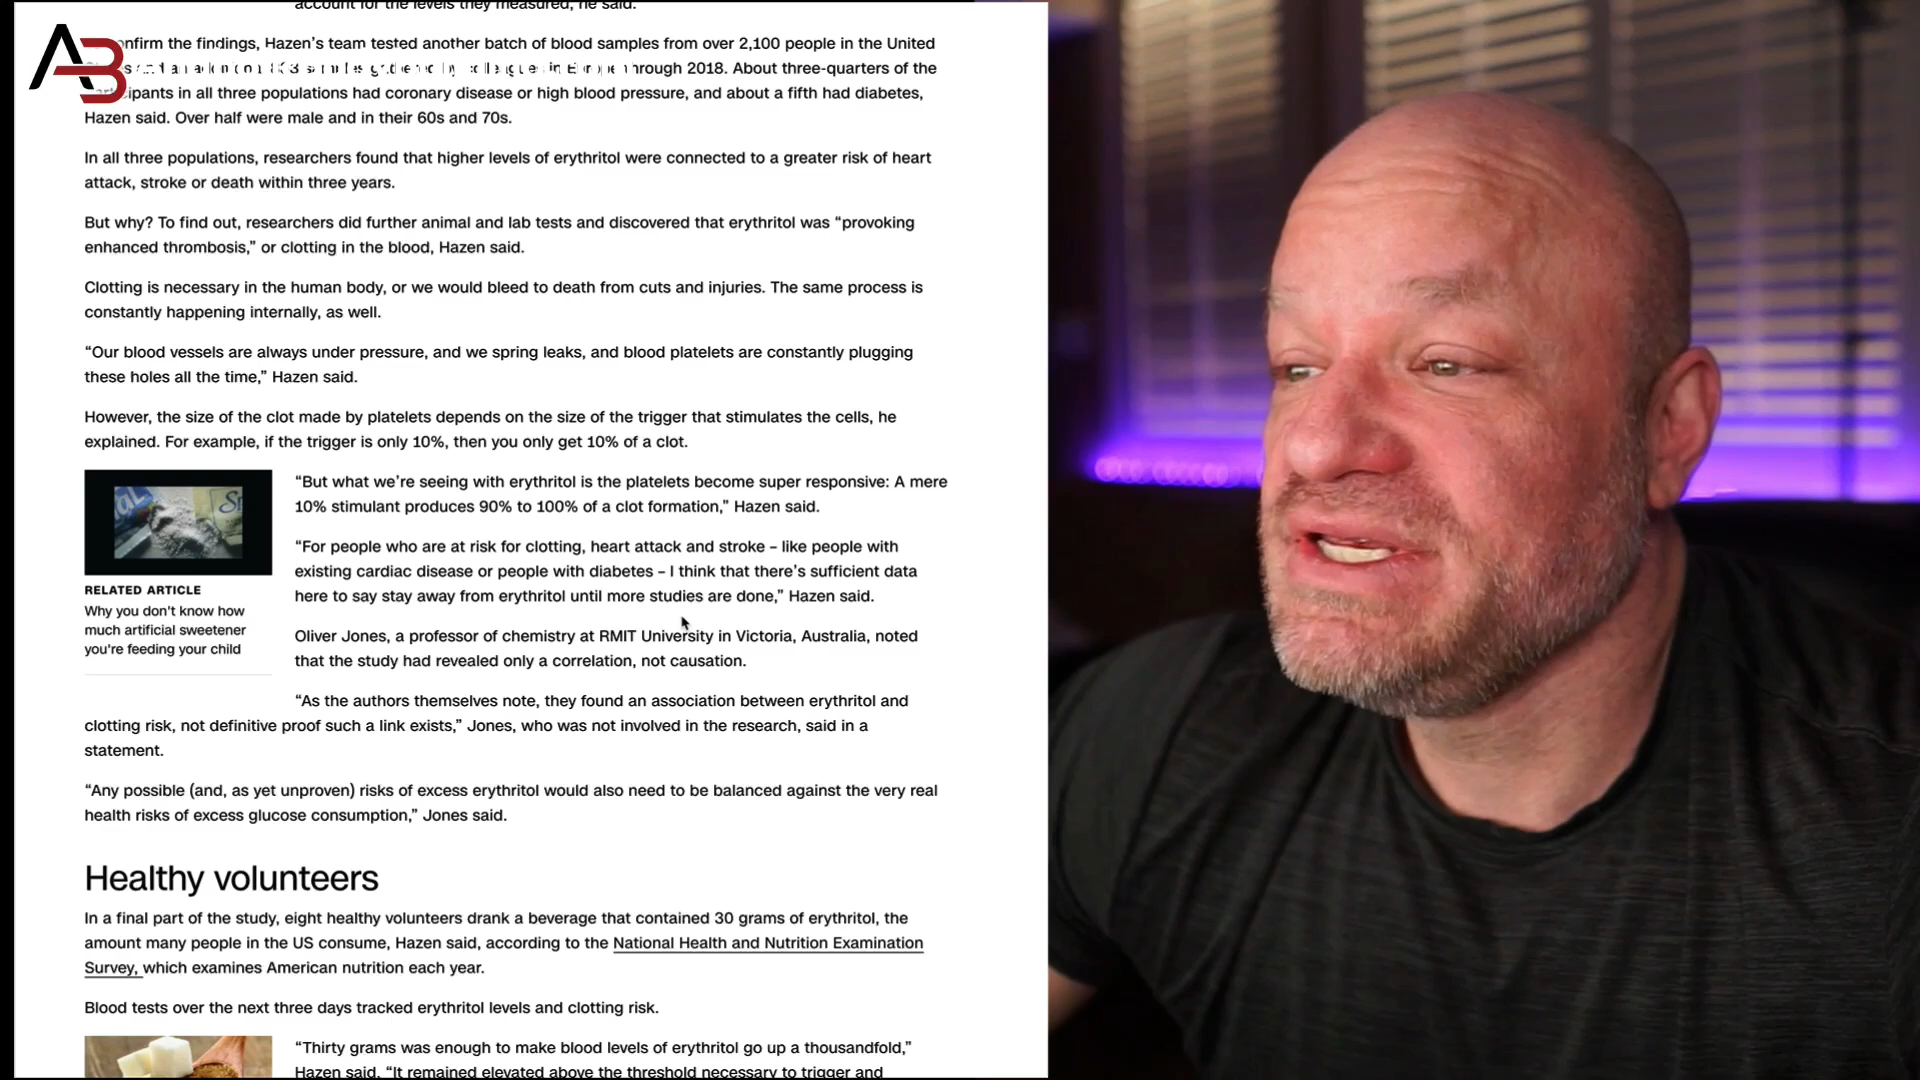 account for the levels they measured, he said.
AB
onfirm the findings, Hazen’s team tested another batch of blood samples from over 2,100 people in the United
through 2018. About three-quarters of the
ipants in all three populations had coronary disease or high blood pressure, and about a fifth had diabetes,
Hazen said. Over half were male and in their 60s and 70s.
In all three populations, researchers found that higher levels of erythritol were connected to a greater risk of heart
attack, stroke or death within three years.
But why? To find out, researchers did further animal and lab tests and discovered that erythritol was “provoking
enhanced thrombosis,” or clotting in the blood, Hazen said.
Clotting is necessary in the human body, or we would bleed to death from cuts and injuries. The same process is
constantly happening internally, as well.
“Our blood vessels are always under pressure, and we spring leaks, and blood platelets are constantly plugging
these holes all the time,” Hazen said.
However, the size of the clot made by platelets depends on the size of the trigger that stimulates the cells, he
explained. For example, if the trigger is only 10%, then you only get 10% of a clot.
“But what we’re seeing with erythritol is the platelets become super responsive: A mere
10% stimulant produces 90% to 100% of a clot formation,” Hazen said.
“For people who are at risk for clotting, heart attack and stroke – like people with
existing cardiac disease or people with diabetes – I think that there’s sufficient data
here to say stay away from erythritol until more studies are done,” Hazen said.
RELATED ARTICLE
Why you don't know how
much artificial sweetener
you're feeding your child
Oliver Jones, a professor of chemistry at RMIT University in Victoria, Australia, noted
that the study had revealed only a correlation, not causation.
“As the authors themselves note, they found an association between erythritol and
clotting risk, not definitive proof such a link exists,” Jones, who was not involved in the research, said in a
statement.
“Any possible (and, as yet unproven) risks of excess erythritol would also need to be balanced against the very real
health risks of excess glucose consumption,” Jones said.
Healthy volunteers
In a final part of the study, eight healthy volunteers drank a beverage that contained 30 grams of erythritol, the
amount many people in the US consume, Hazen said, according to the National Health and Nutrition Examination
Survey, which examines American nutrition each year.
Blood tests over the next three days tracked erythritol levels and clotting risk.
“Thirty grams was enough to make blood levels of erythritol go up a thousandfold,”
Hazen said. “It remained elevated above the threshold necessary to trigger and